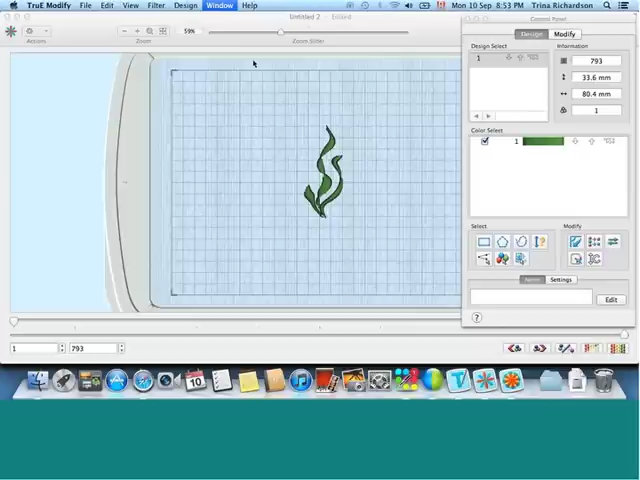 TruE Modify File Edit View Filter Design Window Help Mon 10 Sep 8:53 PM Trina Richardson
Untitled 2 — Edited
Actions
Zoom
59%
Zoom Slider
Control Panel
Design Modify
Design Select
Information
1
793
33.6 mm
80.4 mm
1
Color Select
1
Select
Modify
Settings
Edit
?
1 793
10